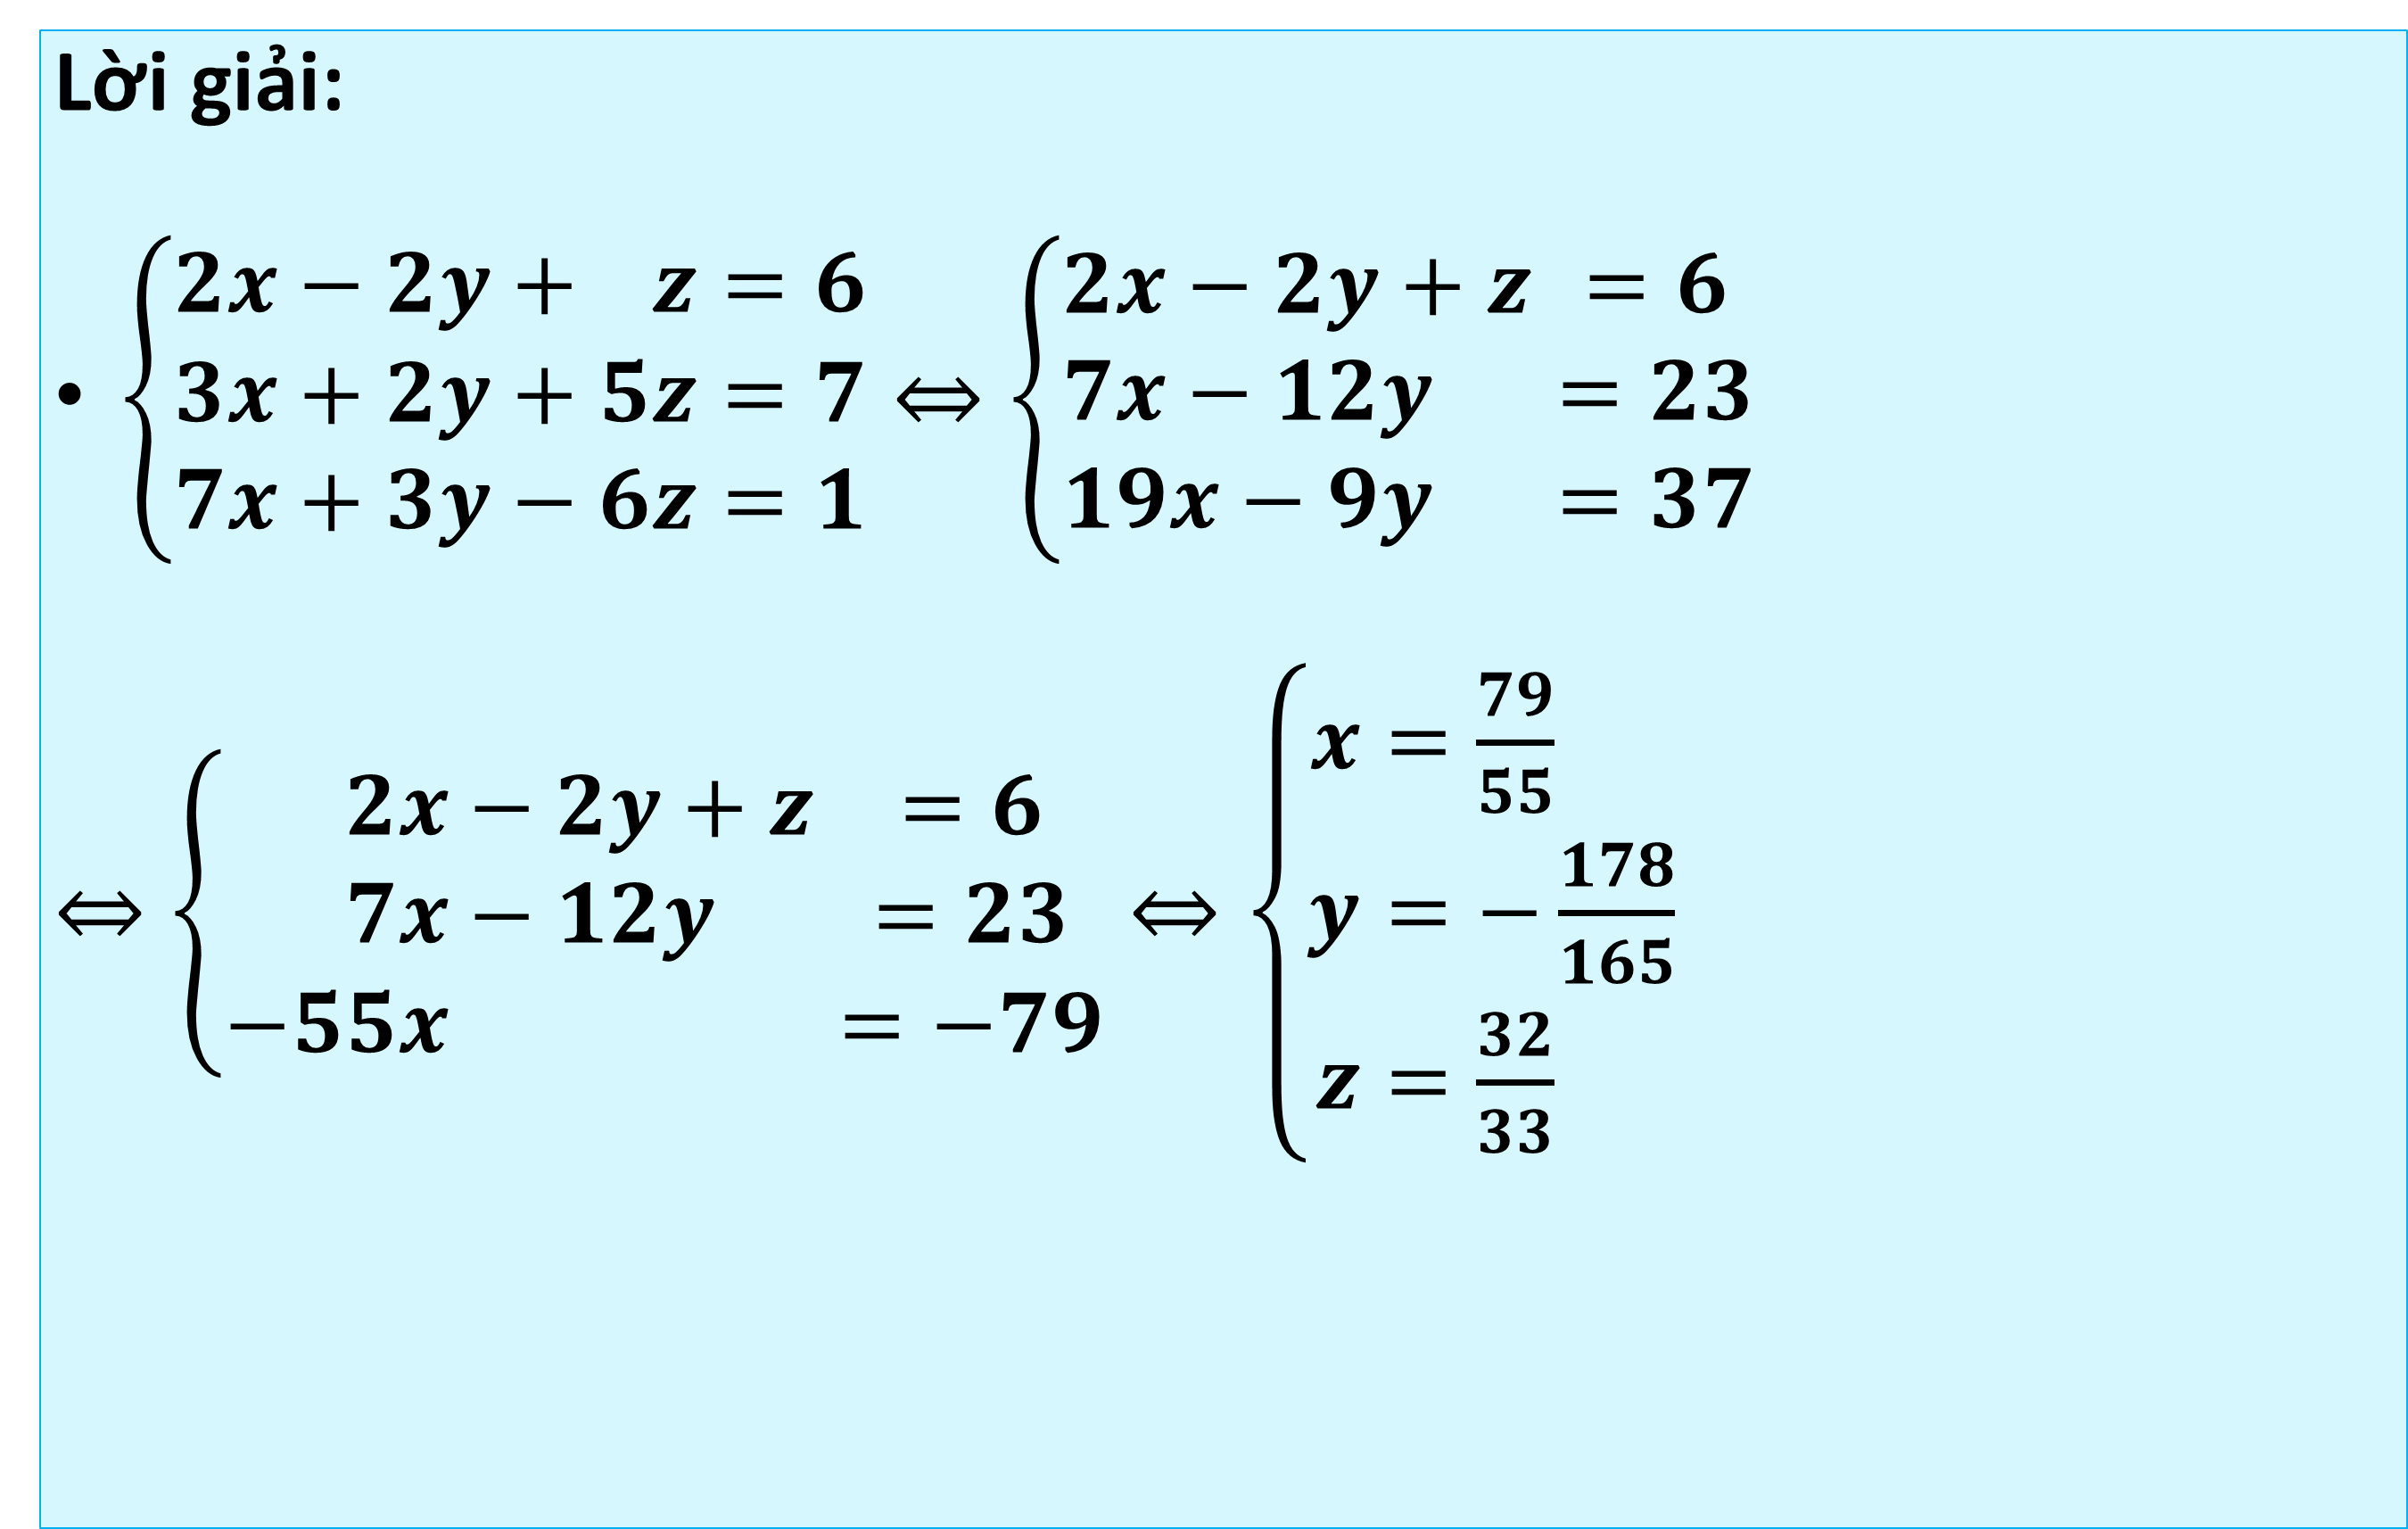 Lời giải:
• { 2x − 2y + z = 6 ⇔ { 2x − 2y + z = 6
3x + 2y + 5z = 7 7x − 12y = 23
7x + 3y − 6z = 1 19x − 9y = 37
⇔ { 2x − 2y + z = 6 ⇔ { x = 79/55
7x − 12y = 23 y = − 178/165
−55x = −79 z = 32/33